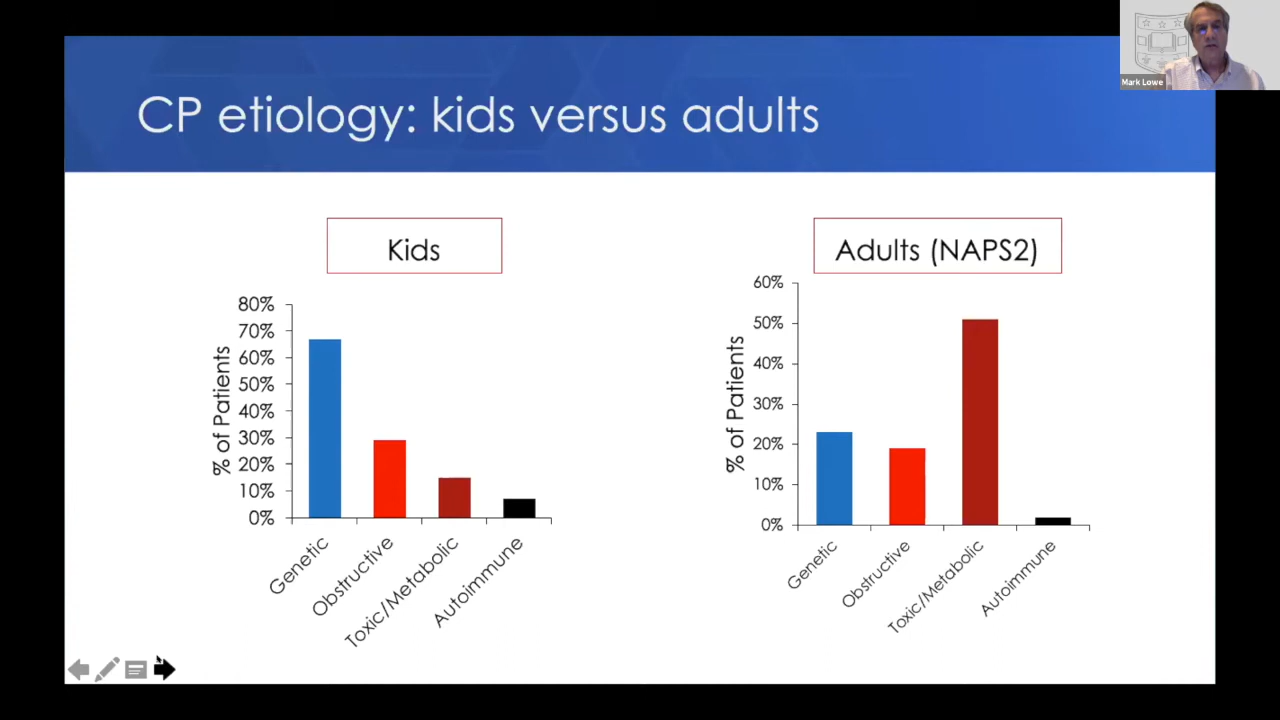 Mark Lowe
CP etiology: kids versus adults
Kids
80%
70%
60%
50%
40%
30%
20%
10%
0%
% of Patients
Genetic
Obstructive
Toxic/Metabolic
Autoimmune
Adults (NAPS2)
60%
50%
40%
30%
20%
10%
0%
% of Patients
Genetic
Obstructive
Toxic/Metabolic
Autoimmune